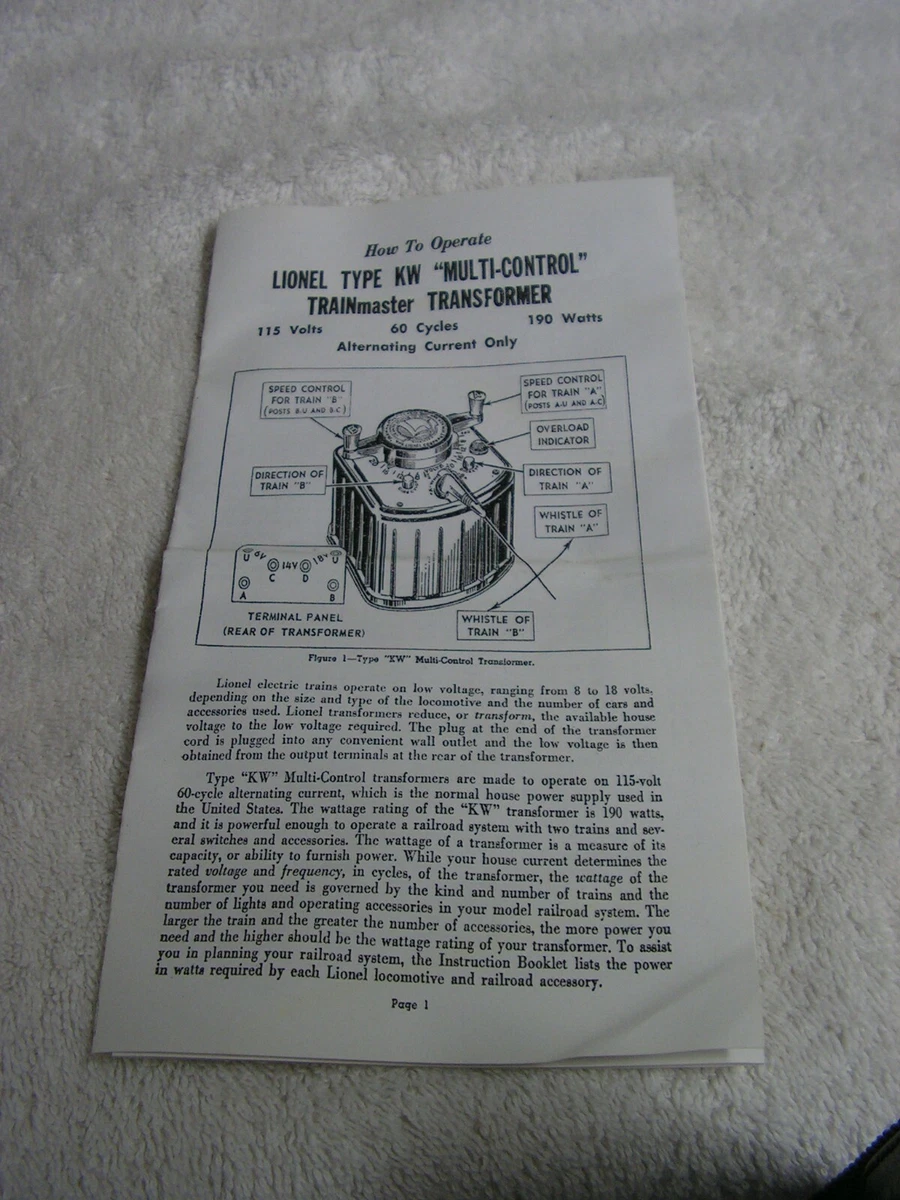 How To Operate
LIONEL TYPE KW "MULTI-CONTROL"
TRAINmaster TRANSFORMER
115 Volts 60 Cycles 190 Watts
Alternating Current Only
SPEED CONTROL
FOR TRAIN "B"
(POSTS B-U AND B-C)
SPEED CONTROL
FOR TRAIN "A"
(POSTS A-U AND A-C)
OVERLOAD
INDICATOR
DIRECTION OF
TRAIN "B"
DIRECTION OF
TRAIN "A"
WHISTLE OF
TRAIN "A"
U 6V C 14V D 18V U
A B
TERMINAL PANEL
(REAR OF TRANSFORMER)
WHISTLE OF
TRAIN "B"
Figure 1—Type "KW" Multi-Control Transformer.
Lionel electric trains operate on low voltage, ranging from 8 to 18 volts,
depending on the size and type of the locomotive and the number of cars and
accessories used. Lionel transformers reduce, or transform, the available house
voltage to the low voltage required. The plug at the end of the transformer
cord is plugged into any convenient wall outlet and the low voltage is then
obtained from the output terminals at the rear of the transformer.
Type "KW" Multi-Control transformers are made to operate on 115-volt
60-cycle alternating current, which is the normal house power supply used in
the United States. The wattage rating of the "KW" transformer is 190 watts,
and it is powerful enough to operate a railroad system with two trains and sev-
eral switches and accessories. The wattage of a transformer is a measure of its
capacity, or ability to furnish power. While your house current determines the
rated voltage and frequency, in cycles, of the transformer, the wattage of the
transformer you need is governed by the kind and number of trains and the
number of lights and operating accessories in your model railroad system. The
larger the train and the greater the number of accessories, the more power you
need and the higher should be the wattage rating of your transformer. To assist
you in planning your railroad system, the Instruction Booklet lists the power
in watts required by each Lionel locomotive and railroad accessory.
Page 1